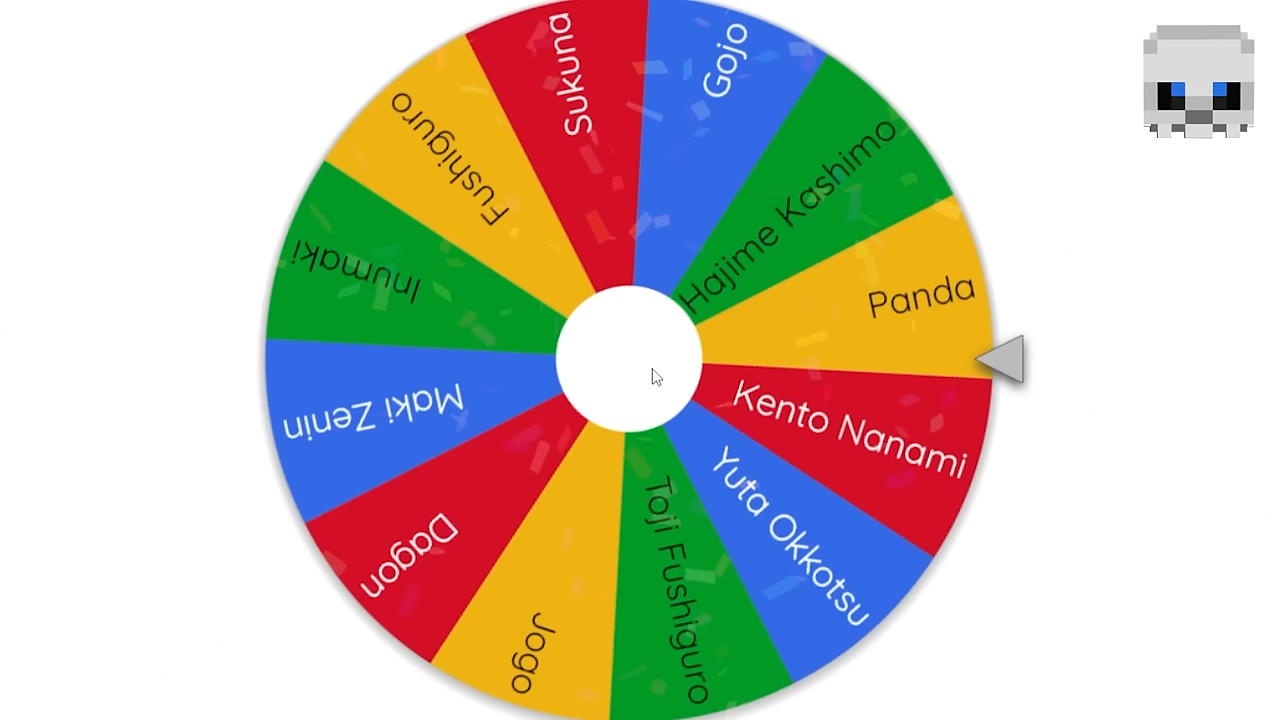 Sukuna
Gojo
Hajime Kashimo
Panda
Kento Nanami
Yuta Okkotsu
Toji Fushiguro
Jogo
Dagon
Maki Zenin
Inumaki
Fushiguro